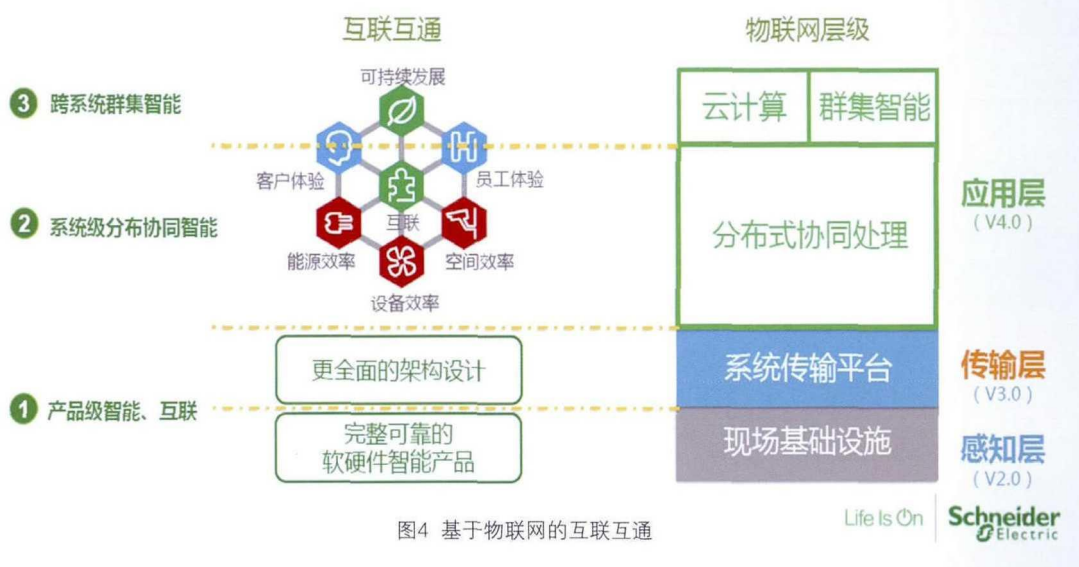 互联互通
物联网层级
可持续发展
3 跨系统群集智能
云计算
群集智能
客户体验
员工体验
应用层
(V4.0)
2 系统级分布协同智能
互联
分布式协同处理
能源效率
空间效率
设备效率
更全面的架构设计
系统传输平台
传输层
(V3.0)
1 产品级智能、互联
完整可靠的
软硬件智能产品
现场基础设施
感知层
(V2.0)
Life Is On
Schneider
Electric
图4 基于物联网的互联互通